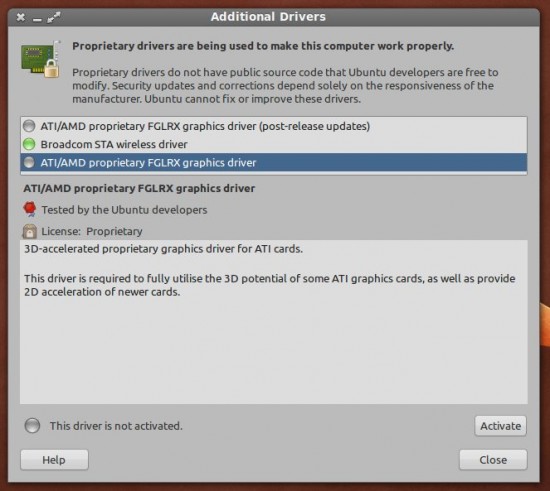 Additional Drivers
Proprietary drivers are being used to make this computer work properly.
Proprietary drivers do not have public source code that Ubuntu developers are free to
modify. Security updates and corrections depend solely on the responsiveness of the
manufacturer. Ubuntu cannot fix or improve these drivers.
ATI/AMD proprietary FGLRX graphics driver (post-release updates)
Broadcom STA wireless driver
ATI/AMD proprietary FGLRX graphics driver
ATI/AMD proprietary FGLRX graphics driver
Tested by the Ubuntu developers
License: Proprietary
3D-accelerated proprietary graphics driver for ATI cards.
This driver is required to fully utilise the 3D potential of some ATI graphics cards, as well as provide
2D acceleration of newer cards.
This driver is not activated.
Activate
Help
Close